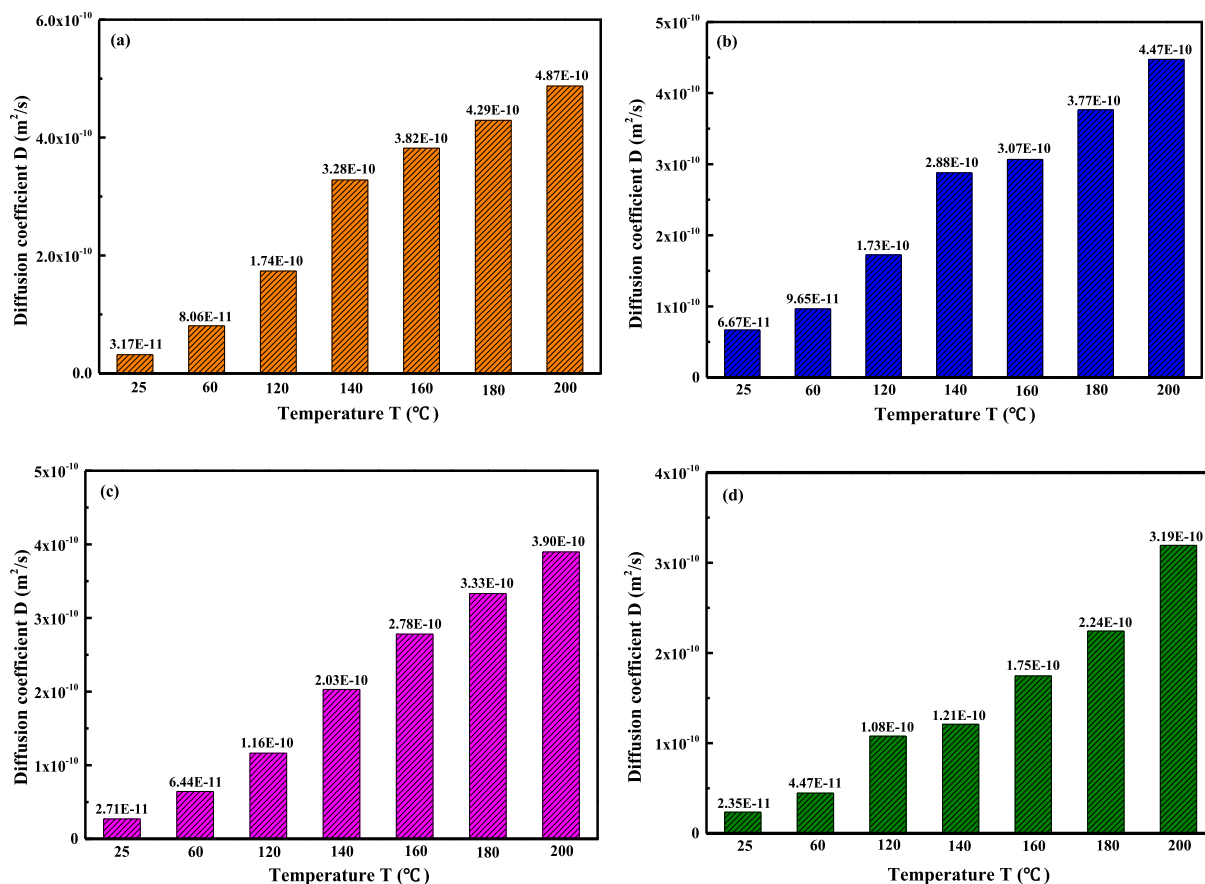 (a)
Diffusion coefficient D (m²/s)
6.0x10⁻¹⁰
4.0x10⁻¹⁰
2.0x10⁻¹⁰
0.0
3.17E-11
8.06E-11
1.74E-10
3.28E-10
3.82E-10
4.29E-10
4.87E-10
25 60 120 140 160 180 200
Temperature T (℃)
(b)
Diffusion coefficient D (m²/s)
5x10⁻¹⁰
4x10⁻¹⁰
3x10⁻¹⁰
2x10⁻¹⁰
1x10⁻¹⁰
0
6.67E-11
9.65E-11
1.73E-10
2.88E-10
3.07E-10
3.77E-10
4.47E-10
25 60 120 140 160 180 200
Temperature T (℃)
(c)
Diffusion coefficient D (m²/s)
5x10⁻¹⁰
4x10⁻¹⁰
3x10⁻¹⁰
2x10⁻¹⁰
1x10⁻¹⁰
0
2.71E-11
6.44E-11
1.16E-10
2.03E-10
2.78E-10
3.33E-10
3.90E-10
25 60 120 140 160 180 200
Temperature T (℃)
(d)
Diffusion coefficient D (m²/s)
4x10⁻¹⁰
3x10⁻¹⁰
2x10⁻¹⁰
1x10⁻¹⁰
0
2.35E-11
4.47E-11
1.08E-10
1.21E-10
1.75E-10
2.24E-10
3.19E-10
25 60 120 140 160 180 200
Temperature T (℃)